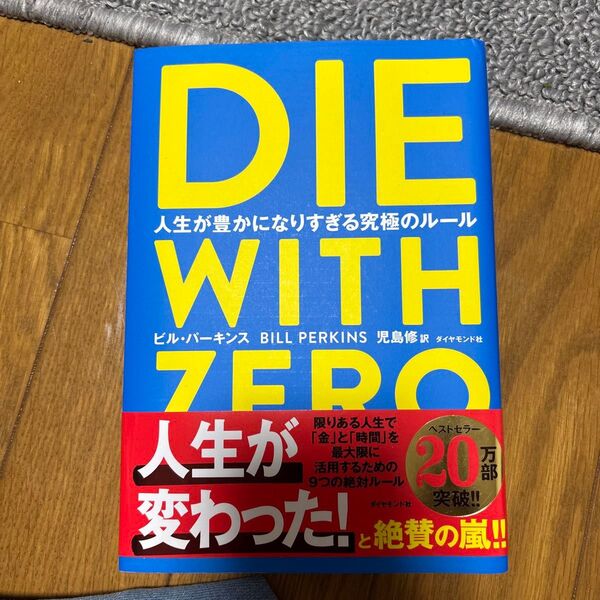 DIE
人生が豊かになりすぎる究極のルール
WITH
ビル・パーキンス BILL PERKINS 児島修 訳 ダイヤモンド社
ZERO
人生が
変わった!
と絶賛の嵐!!
限りある人生で
「金」と「時間」を
最大限に
活用するための
9つの絶対ルール
ダイヤモンド社
ベストセラー
20万部
突破!!